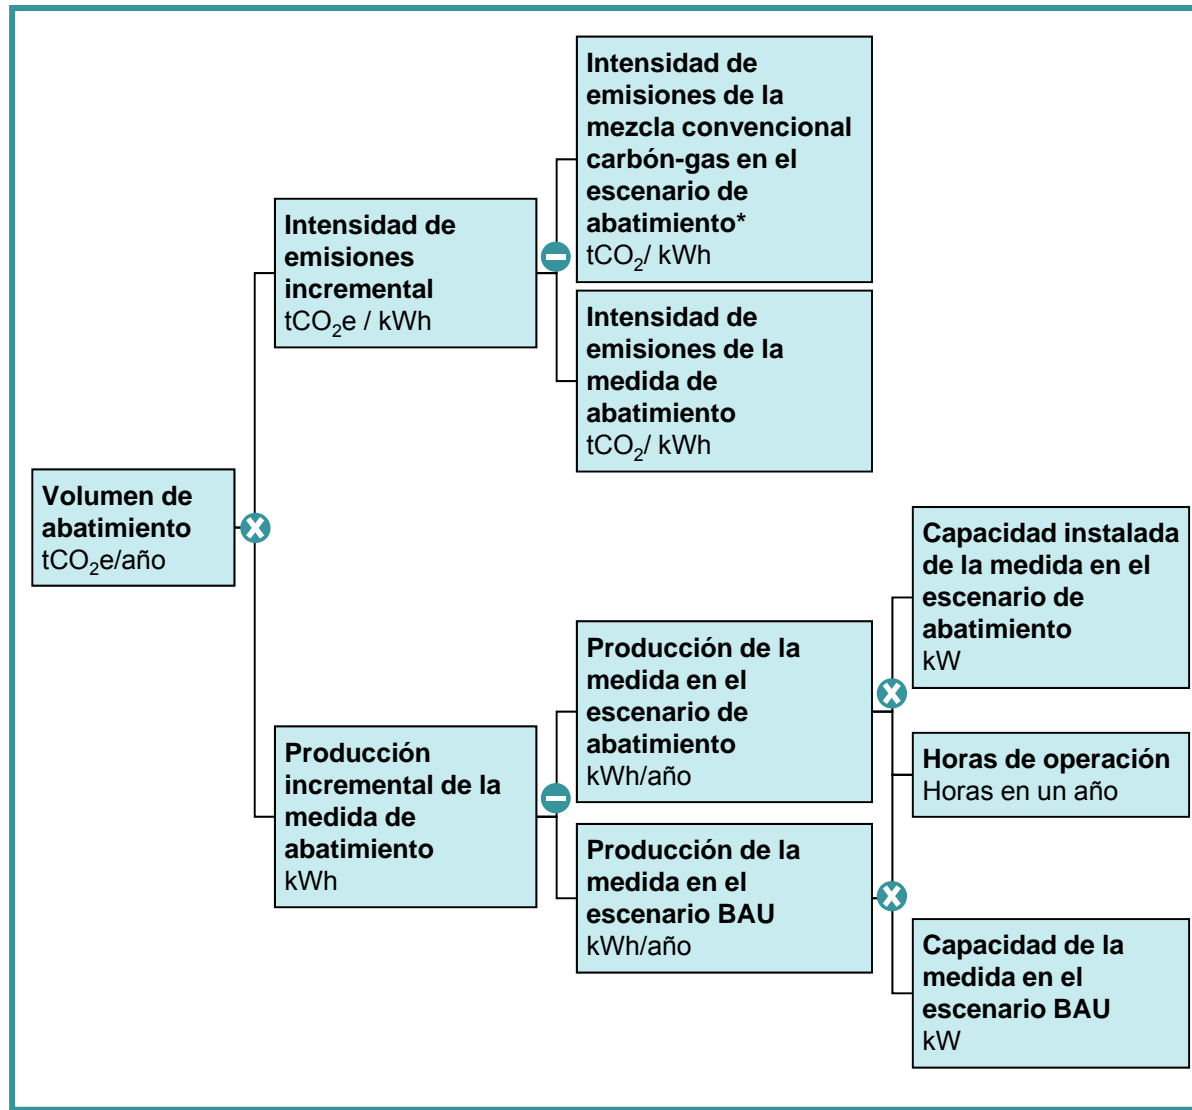 Intensidad de
emisiones de la
mezcla convencional
carbón-gas en el
escenario de
abatimiento*
tCO₂/ kWh
Intensidad de
emisiones
incremental
tCO₂e / kWh
Intensidad de
emisiones de la
medida de
abatimiento
tCO₂/ kWh
Volumen de
abatimiento
tCO₂e/año
Capacidad instalada
de la medida en el
escenario de
abatimiento
kW
Producción de la
medida en el
escenario de
abatimiento
kWh/año
Producción
incremental de la
medida de
abatimiento
kWh
Horas de operación
Horas en un año
Producción de la
medida en el
escenario BAU
kWh/año
Capacidad de la
medida en el
escenario BAU
kW